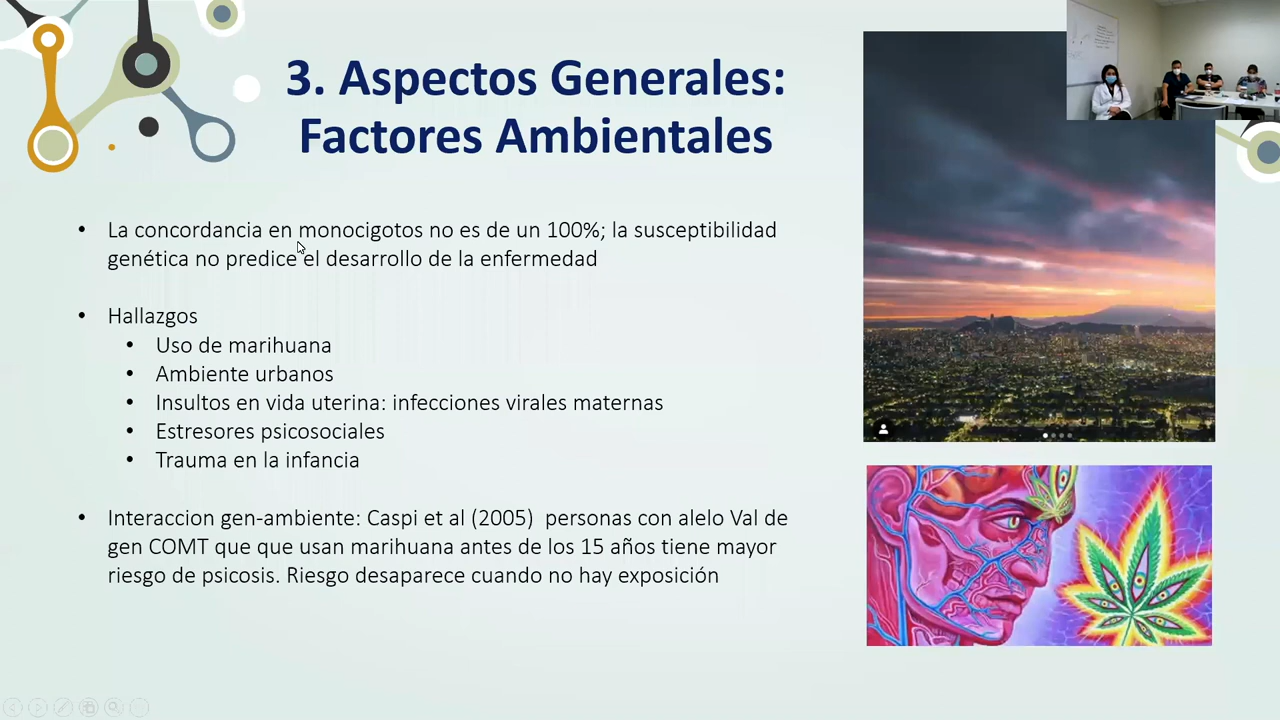 3. Aspectos Generales:
Factores Ambientales
• La concordancia en monocigotos no es de un 100%; la susceptibilidad
genética no predice el desarrollo de la enfermedad
• Hallazgos
• Uso de marihuana
• Ambiente urbanos
• Insultos en vida uterina: infecciones virales maternas
• Estresores psicosociales
• Trauma en la infancia
• Interaccion gen-ambiente: Caspi et al (2005) personas con alelo Val de
gen COMT que que usan marihuana antes de los 15 años tiene mayor
riesgo de psicosis. Riesgo desaparece cuando no hay exposición